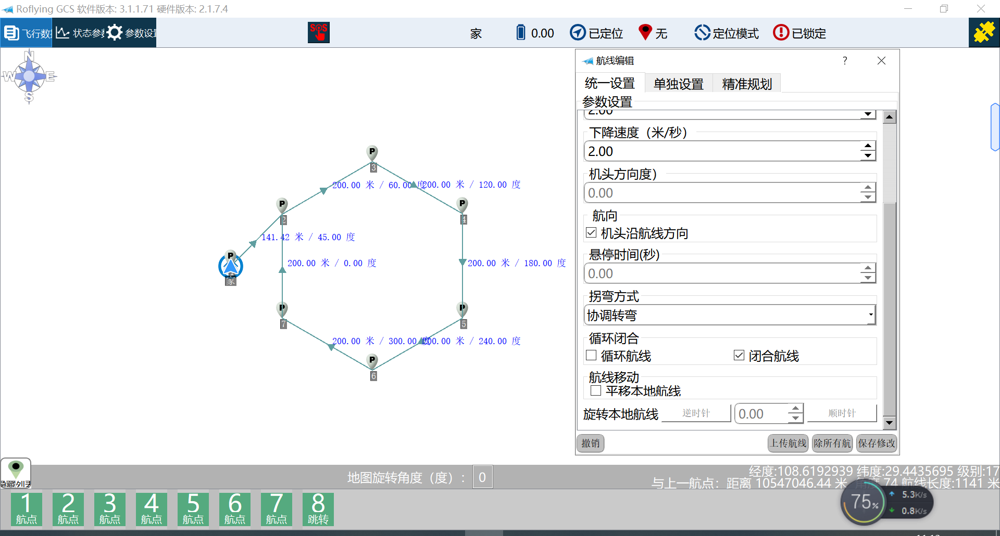 Roflying GCS 软件版本: 3.1.1.71 硬件版本: 2.1.7.4
飞行数
状态参
参数设
SOS
家
0.00
已定位
无
定位模式
已锁定
N
W
E
S
航线编辑
?
统一设置
单独设置
精准规划
参数设置
2.00
下降速度（米/秒）
2.00
机头方向度）
0.00
航向
机头沿航线方向
悬停时间(秒)
0.00
拐弯方式
协调转弯
循环闭合
循环航线
闭合航线
航线移动
平移本地航线
旋转本地航线
逆时针
0.00
顺时针
撤销
上传航线
除所有航
保存修改
P
3
200.00 米 / 60.00 度
200.00 米 / 120.00 度
P
2
P
4
141.42 米 / 45.00 度
P
家
200.00 米 / 0.00 度
200.00 米 / 180.00 度
P
7
P
5
200.00 米 / 300.00 度
200.00 米 / 240.00 度
P
6
隐藏列
地图旋转角度（度）: 0
经度:108.6192939 纬度:29.4435695 级别:17
与上一航点: 距离 10547046.44 米 角度 74 航线长度:1141 米
1
航点
2
航点
3
航点
4
航点
5
航点
6
航点
7
航点
8
跳转
75%
5.3K/s
0.8K/s